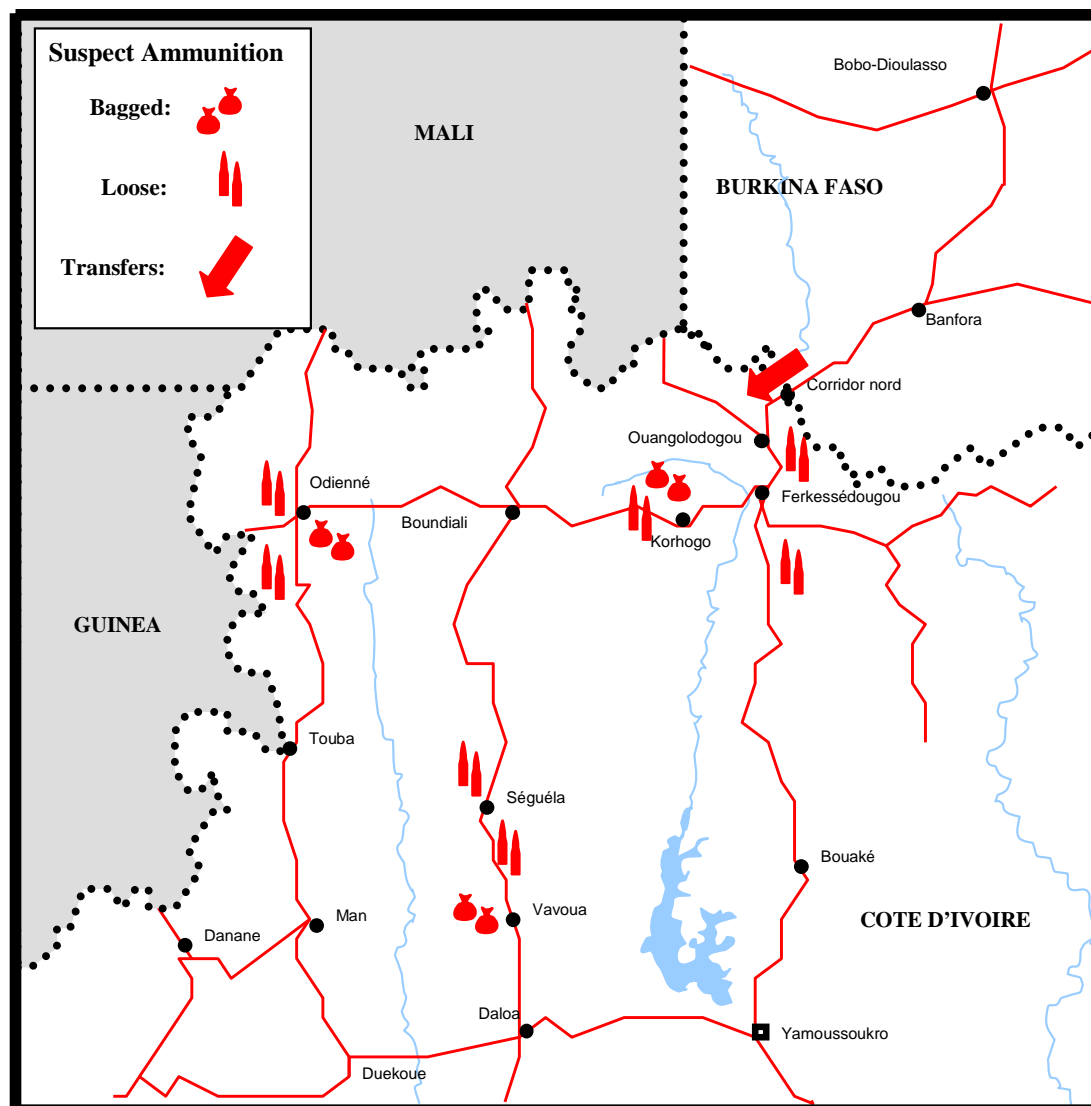 Suspect Ammunition
Bagged:
Loose:
Transfers:
MALI
Bobo-Dioulasso
BURKINA FASO
Banfora
Corridor nord
Ouangolodogou
Odienné
Boundiali
Ferkessédougou
Korhogo
GUINEA
Touba
Séguéla
Bouaké
Man
Vavoua
COTE D'IVOIRE
Danane
Daloa
Yamoussoukro
Duekoue